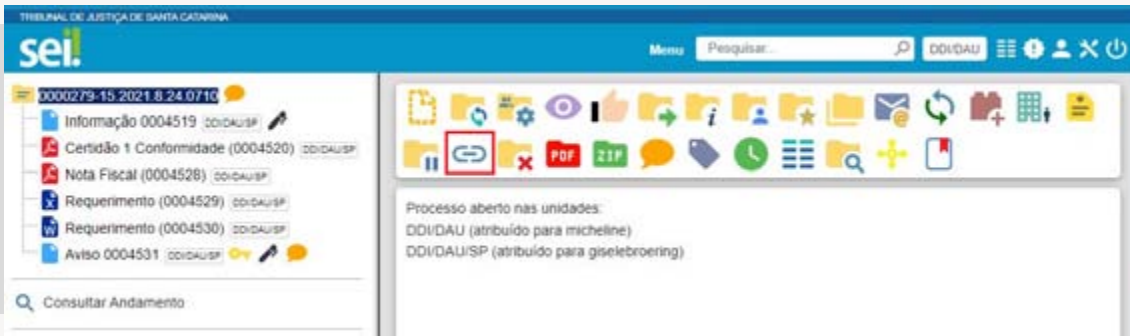 TRIBUNAL DE JUSTIÇA DE SANTA CATARINA
sei!
Menu Pesquisar... DDI/DAU
0000279-15.2021.8.24.0710
Informação 0004519 DDI/DAU/SP
Certidão 1 Conformidade (0004520) DDI/DAU/SP
Nota Fiscal (0004528) DDI/DAU/SP
Requerimento (0004529) DDI/DAU/SP
Requerimento (0004530) DDI/DAU/SP
Aviso 0004531 DDI/DAU/SP
Consultar Andamento
PDF ZIP
Processo aberto nas unidades:
DDI/DAU (atribuído para micheline)
DDI/DAU/SP (atribuído para giselebroering)